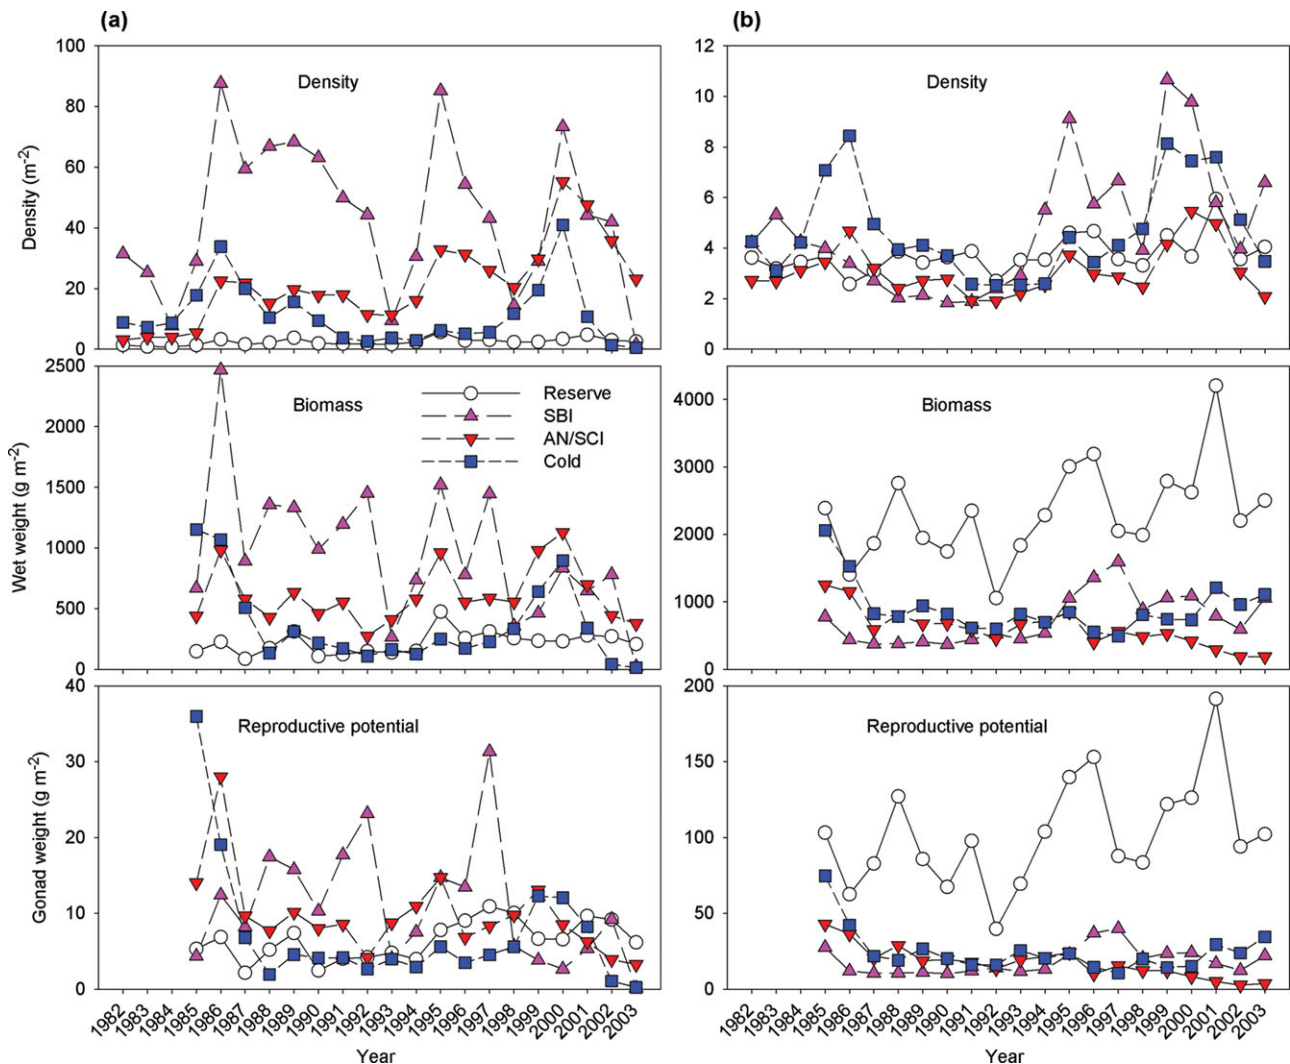 (a)
(b)
100
80
60
40
20
0
Density (m-2)
Density
12
10
8
6
4
2
0
Density
2500
2000
1500
1000
500
0
Wet weight (g m-2)
Biomass
Reserve
SBI
AN/SCI
Cold
4000
3000
2000
1000
0
Biomass
40
30
20
10
0
Gonad weight (g m-2)
Reproductive potential
200
150
100
50
0
Reproductive potential
1982 1983 1984 1985 1986 1987 1988 1989 1990 1991 1992 1993 1994 1995 1996 1997 1998 1999 2000 2001 2002 2003
Year
1982 1983 1984 1985 1986 1987 1988 1989 1990 1991 1992 1993 1994 1995 1996 1997 1998 1999 2000 2001 2002 2003
Year